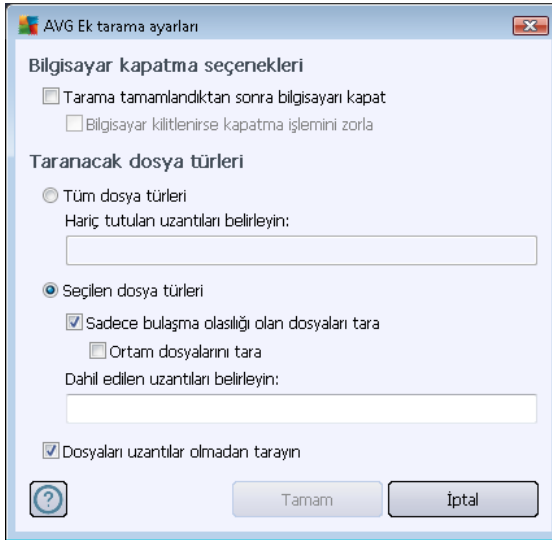 AVG Ek tarama ayarları
Bilgisayar kapatma seçenekleri
Tarama tamamlandıktan sonra bilgisayarı kapat
Bilgisayar kilitlenirse kapatma işlemini zorla
Taranacak dosya türleri
Tüm dosya türleri
Hariç tutulan uzantıları belirleyin:
Seçilen dosya türleri
Sadece bulaşma olasılığı olan dosyaları tara
Ortam dosyalarını tara
Dahil edilen uzantıları belirleyin:
Dosyaları uzantılar olmadan tarayın
? Tamam İptal